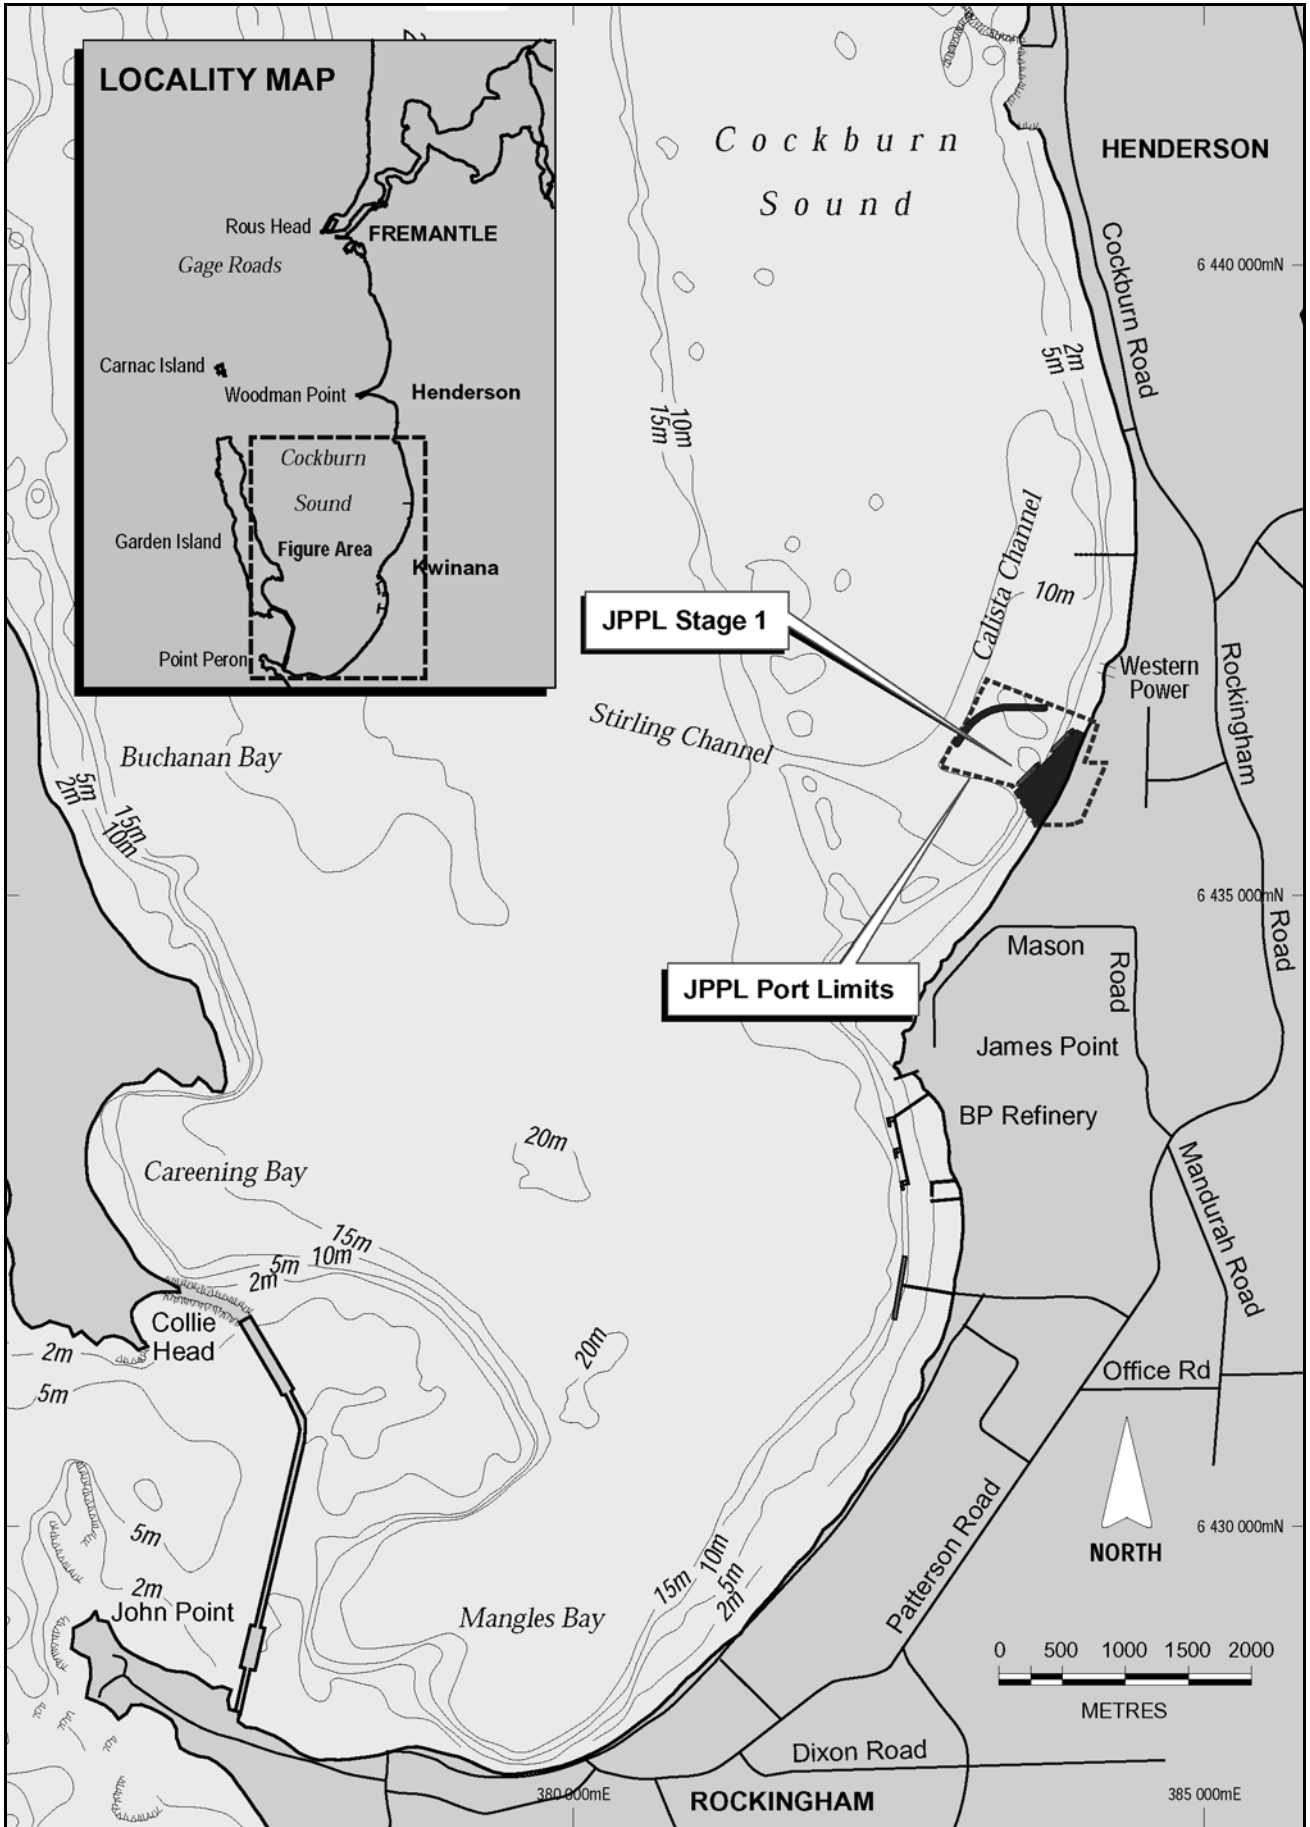 LOCALITY MAP
Rous Head
FREMANTLE
Gage Roads
Carnac Island
Woodman Point
Henderson
Cockburn
Sound
Garden Island
Figure Area
Kwinana
Point Peron
Cockburn
Sound
HENDERSON
Cockburn Road
6 440 000mN
2m
5m
10m
15m
Calista Channel
10m
JPPL Stage 1
Western
Power
Rockingham
Road
Stirling Channel
Buchanan Bay
5m
2m
15m
10m
6 435 000mN
Mason
Road
JPPL Port Limits
James Point
BP Refinery
20m
Careening Bay
Mandurah Road
15m
10m
5m
2m
Collie
Head
20m
2m
5m
Office Rd
NORTH
Patterson Road
6 430 000mN
5m
2m
John Point
10m
15m
5m
2m
Mangles Bay
0 500 1000 1500 2000
METRES
Dixon Road
380 000mE
ROCKINGHAM
385 000mE